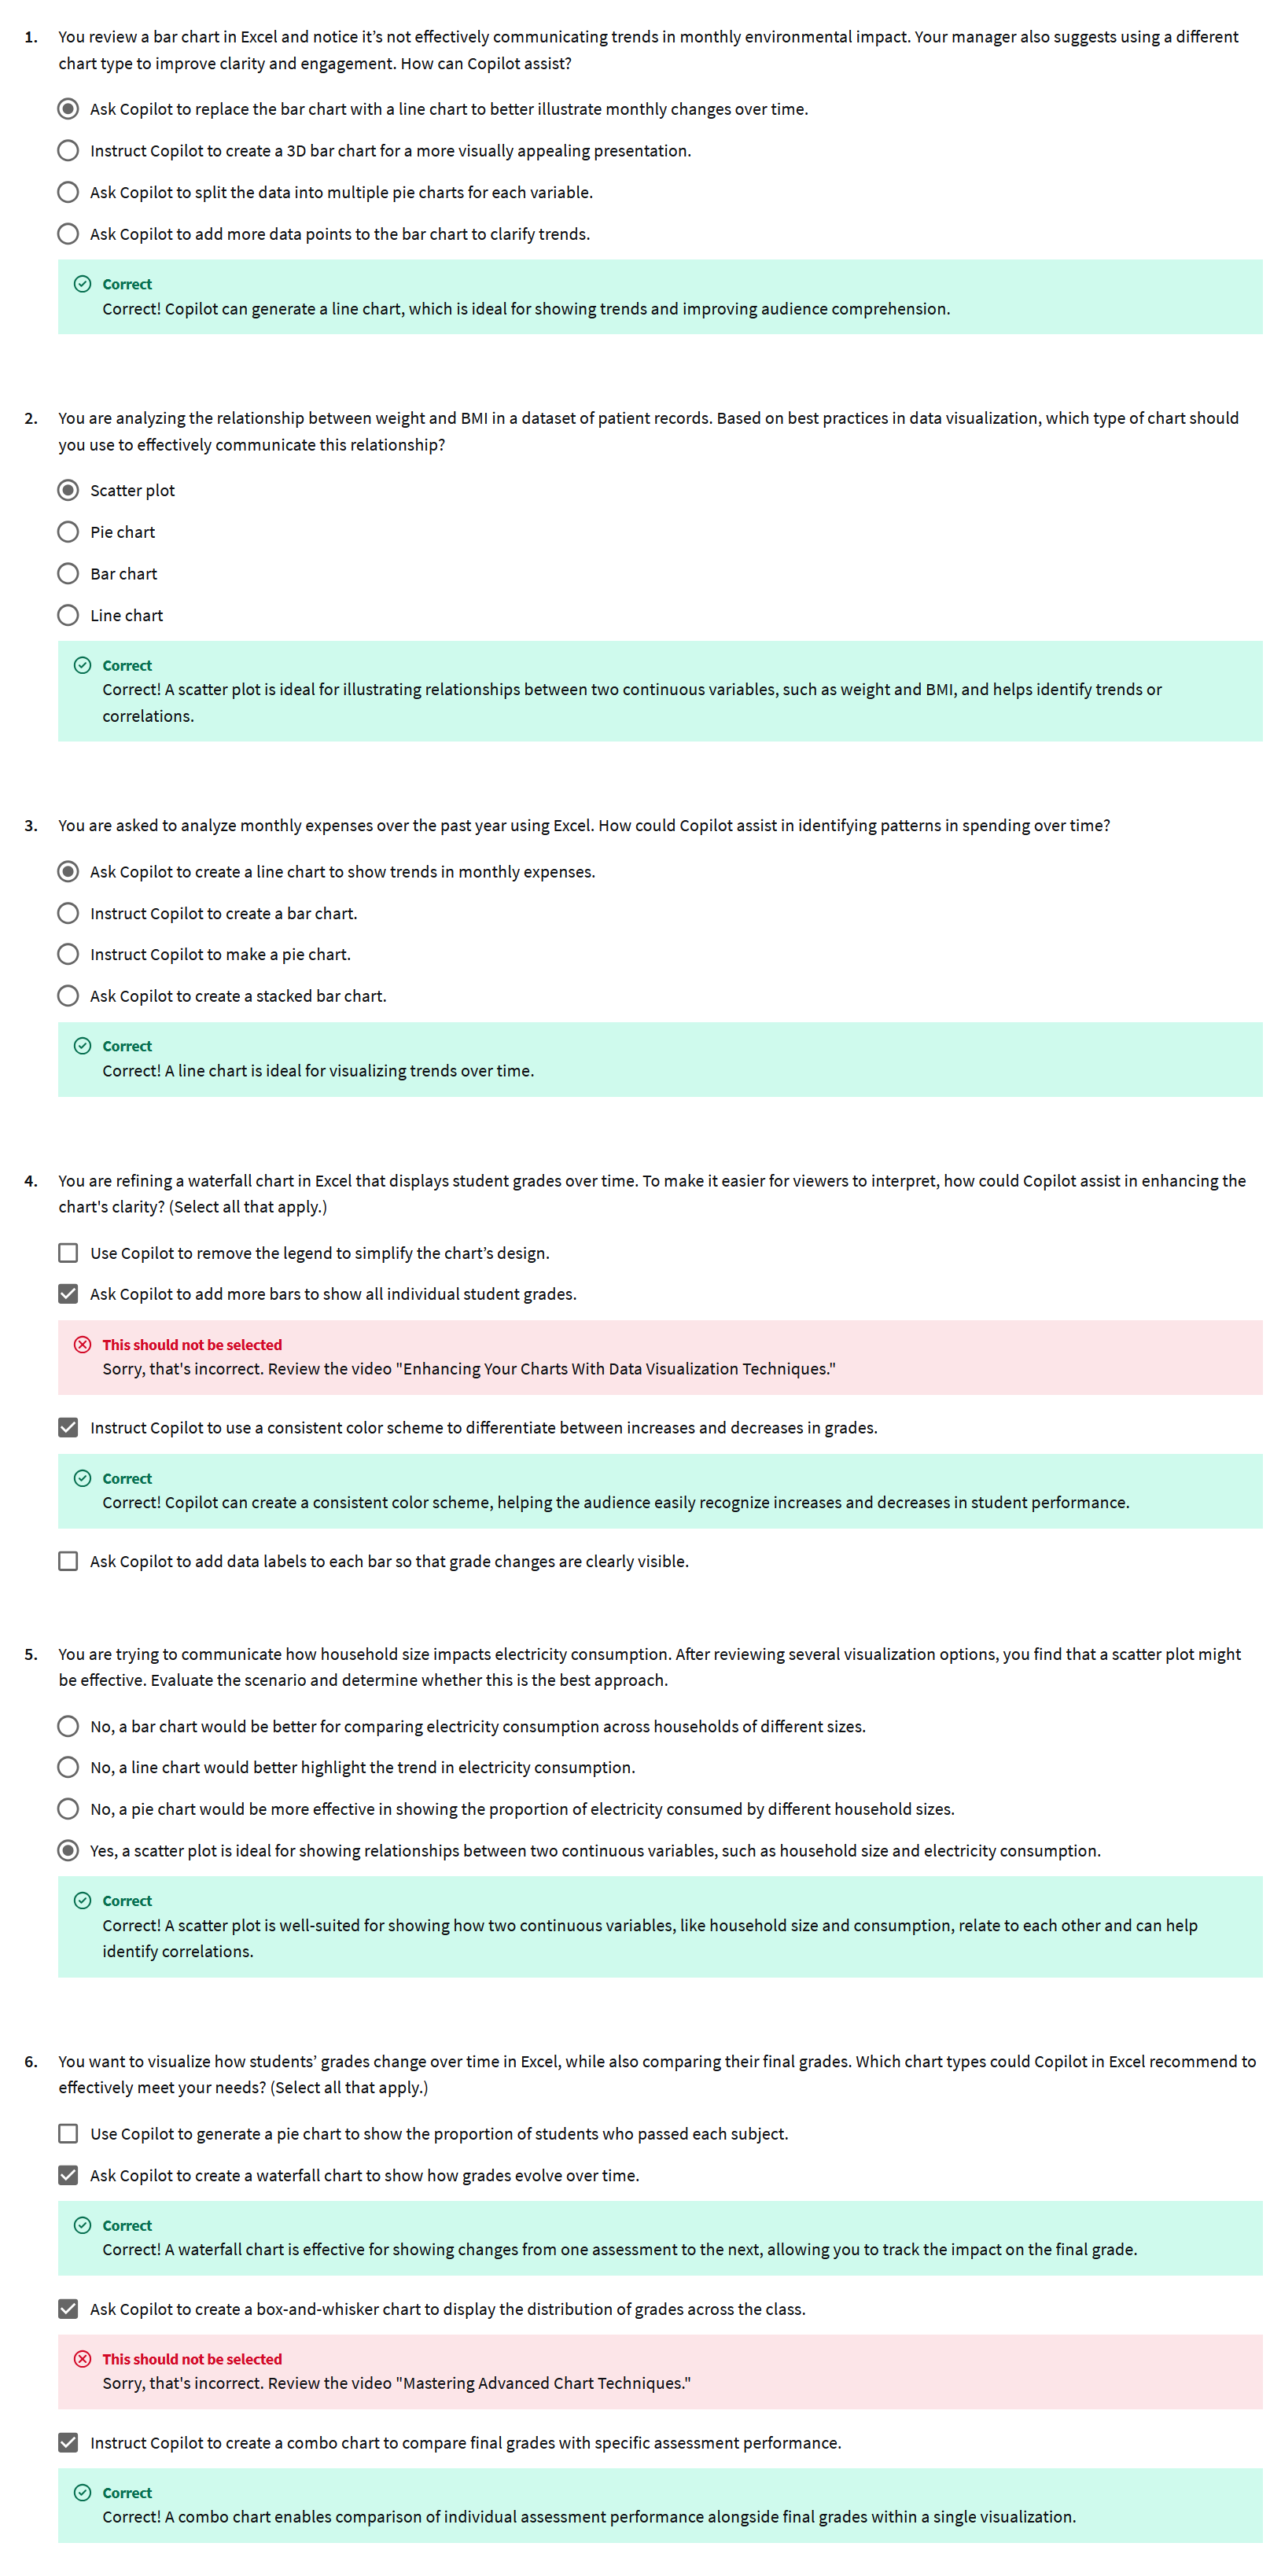 1. You review a bar chart in Excel and notice it’s not effectively communicating trends in monthly environmental impact. Your manager also suggests using a different
chart type to improve clarity and engagement. How can Copilot assist?
Ask Copilot to replace the bar chart with a line chart to better illustrate monthly changes over time.
Instruct Copilot to create a 3D bar chart for a more visually appealing presentation.
Ask Copilot to split the data into multiple pie charts for each variable.
Ask Copilot to add more data points to the bar chart to clarify trends.
Correct
Correct! Copilot can generate a line chart, which is ideal for showing trends and improving audience comprehension.
2. You are analyzing the relationship between weight and BMI in a dataset of patient records. Based on best practices in data visualization, which type of chart should
you use to effectively communicate this relationship?
Scatter plot
Pie chart
Bar chart
Line chart
Correct
Correct! A scatter plot is ideal for illustrating relationships between two continuous variables, such as weight and BMI, and helps identify trends or
correlations.
3. You are asked to analyze monthly expenses over the past year using Excel. How could Copilot assist in identifying patterns in spending over time?
Ask Copilot to create a line chart to show trends in monthly expenses.
Instruct Copilot to create a bar chart.
Instruct Copilot to make a pie chart.
Ask Copilot to create a stacked bar chart.
Correct
Correct! A line chart is ideal for visualizing trends over time.
4. You are refining a waterfall chart in Excel that displays student grades over time. To make it easier for viewers to interpret, how could Copilot assist in enhancing the
chart's clarity? (Select all that apply.)
Use Copilot to remove the legend to simplify the chart’s design.
Ask Copilot to add more bars to show all individual student grades.
This should not be selected
Sorry, that's incorrect. Review the video "Enhancing Your Charts With Data Visualization Techniques."
Instruct Copilot to use a consistent color scheme to differentiate between increases and decreases in grades.
Correct
Correct! Copilot can create a consistent color scheme, helping the audience easily recognize increases and decreases in student performance.
Ask Copilot to add data labels to each bar so that grade changes are clearly visible.
5. You are trying to communicate how household size impacts electricity consumption. After reviewing several visualization options, you find that a scatter plot might
be effective. Evaluate the scenario and determine whether this is the best approach.
No, a bar chart would be better for comparing electricity consumption across households of different sizes.
No, a line chart would better highlight the trend in electricity consumption.
No, a pie chart would be more effective in showing the proportion of electricity consumed by different household sizes.
Yes, a scatter plot is ideal for showing relationships between two continuous variables, such as household size and electricity consumption.
Correct
Correct! A scatter plot is well-suited for showing how two continuous variables, like household size and consumption, relate to each other and can help
identify correlations.
6. You want to visualize how students’ grades change over time in Excel, while also comparing their final grades. Which chart types could Copilot in Excel recommend to
effectively meet your needs? (Select all that apply.)
Use Copilot to generate a pie chart to show the proportion of students who passed each subject.
Ask Copilot to create a waterfall chart to show how grades evolve over time.
Correct
Correct! A waterfall chart is effective for showing changes from one assessment to the next, allowing you to track the impact on the final grade.
Ask Copilot to create a box-and-whisker chart to display the distribution of grades across the class.
This should not be selected
Sorry, that's incorrect. Review the video "Mastering Advanced Chart Techniques."
Instruct Copilot to create a combo chart to compare final grades with specific assessment performance.
Correct
Correct! A combo chart enables comparison of individual assessment performance alongside final grades within a single visualization.